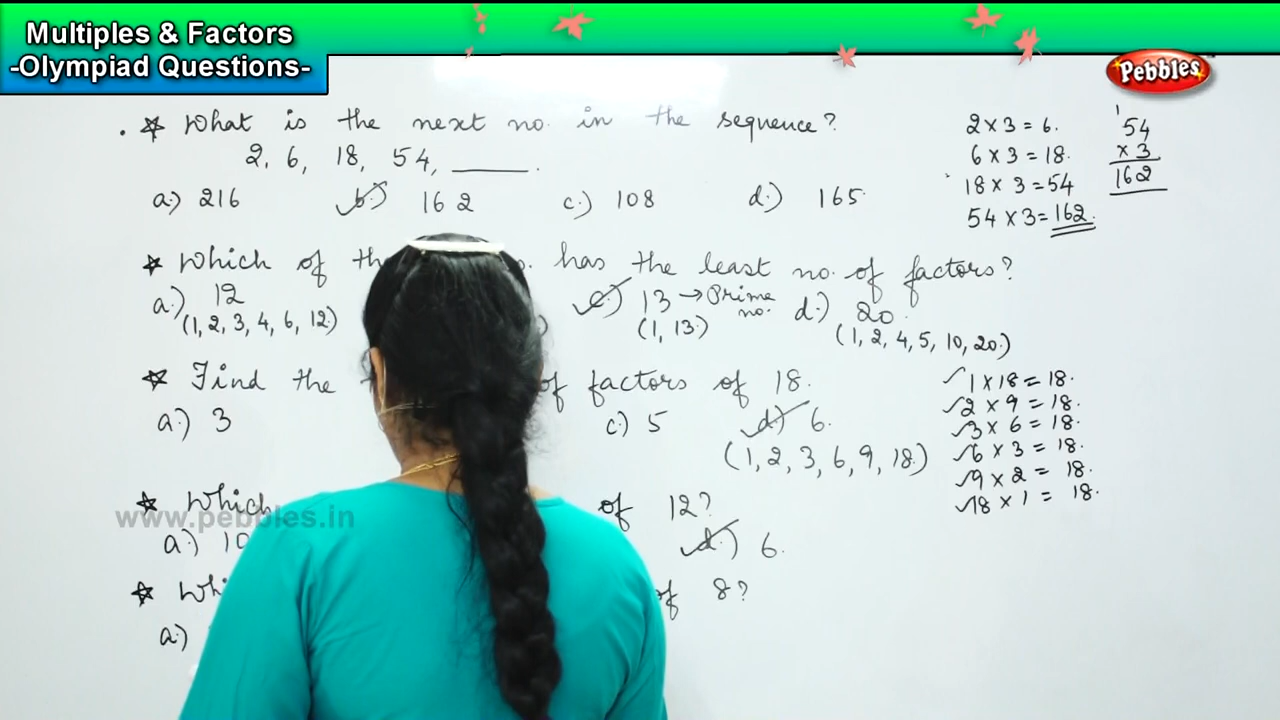 Multiples & Factors
-Olympiad Questions-
Pebbles
☆ What is the next no. in the sequence?
2, 6, 18, 54, ____.
a.) 216 b.) 162 c.) 108 d.) 165.
2 x 3 = 6.
6 x 3 = 18.
18 x 3 = 54
54 x 3 = 162.
1
54
x 3
162
☆ Which of no. has the least no. of factors?
a.) 12 c.) 13 → Prime no. d.) 20.
(1, 2, 3, 4, 6, 12.) (1, 13.) (1, 2, 4, 5, 10, 20.)
☆ Find the of factors of 18.
a.) 3 c.) 5 d.) 6.
(1, 2, 3, 6, 9, 18.)
✓ 1 x 18 = 18.
✓ 2 x 9 = 18.
✓ 3 x 6 = 18.
✓ 6 x 3 = 18.
✓ 9 x 2 = 18.
✓ 18 x 1 = 18.
☆ Which of 12?
www.pebbles.in
a.) 10 d.) 6.
☆ of 8?
a.)